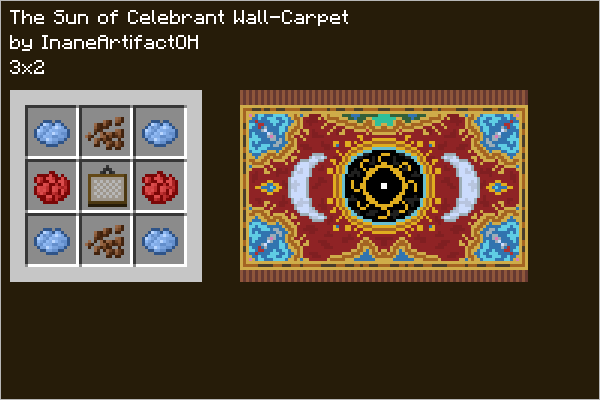 The Sun of Celebrant Wall-Carpet
by InaneArtifactOH
3x2